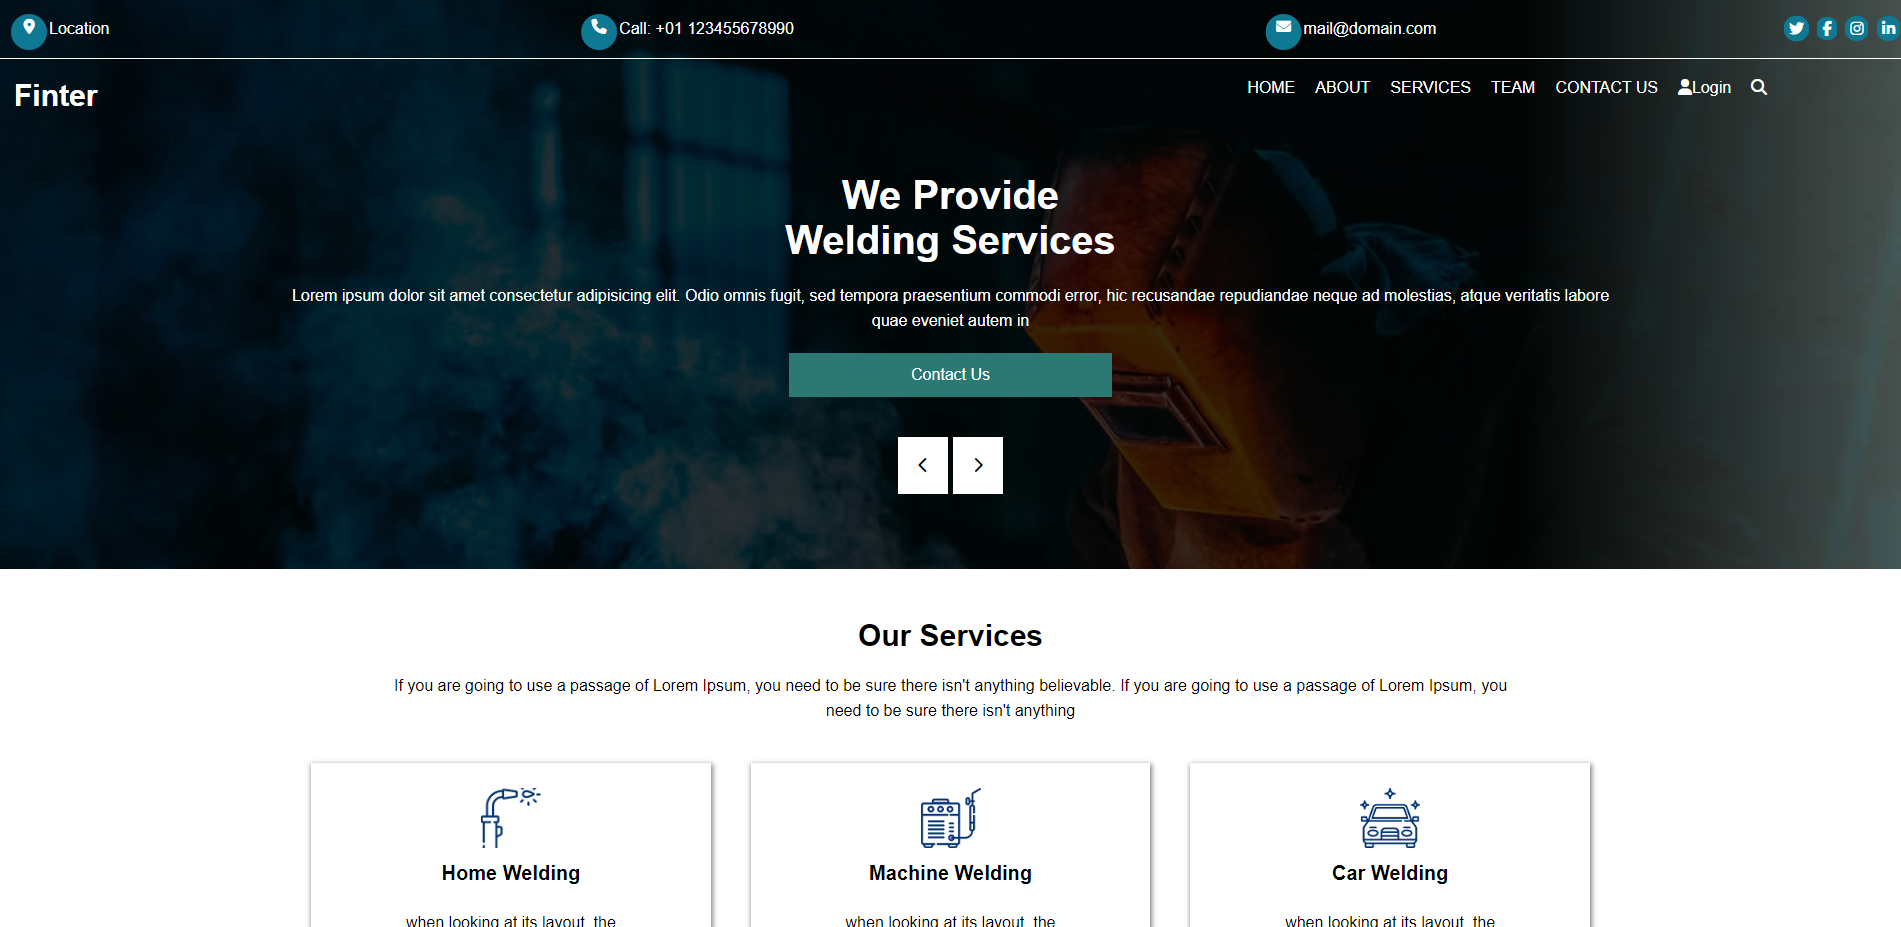 Location
Call: +01 123455678990
mail@domain.com
Finter
HOME ABOUT SERVICES TEAM CONTACT US Login
We Provide
Welding Services
Lorem ipsum dolor sit amet consectetur adipisicing elit. Odio omnis fugit, sed tempora praesentium commodi error, hic recusandae repudiandae neque ad molestias, atque veritatis labore
quae eveniet autem in
Contact Us
Our Services
If you are going to use a passage of Lorem Ipsum, you need to be sure there isn't anything believable. If you are going to use a passage of Lorem Ipsum, you
need to be sure there isn't anything
Home Welding
when looking at its layout. the
Machine Welding
when looking at its layout. the
Car Welding
when looking at its layout. the